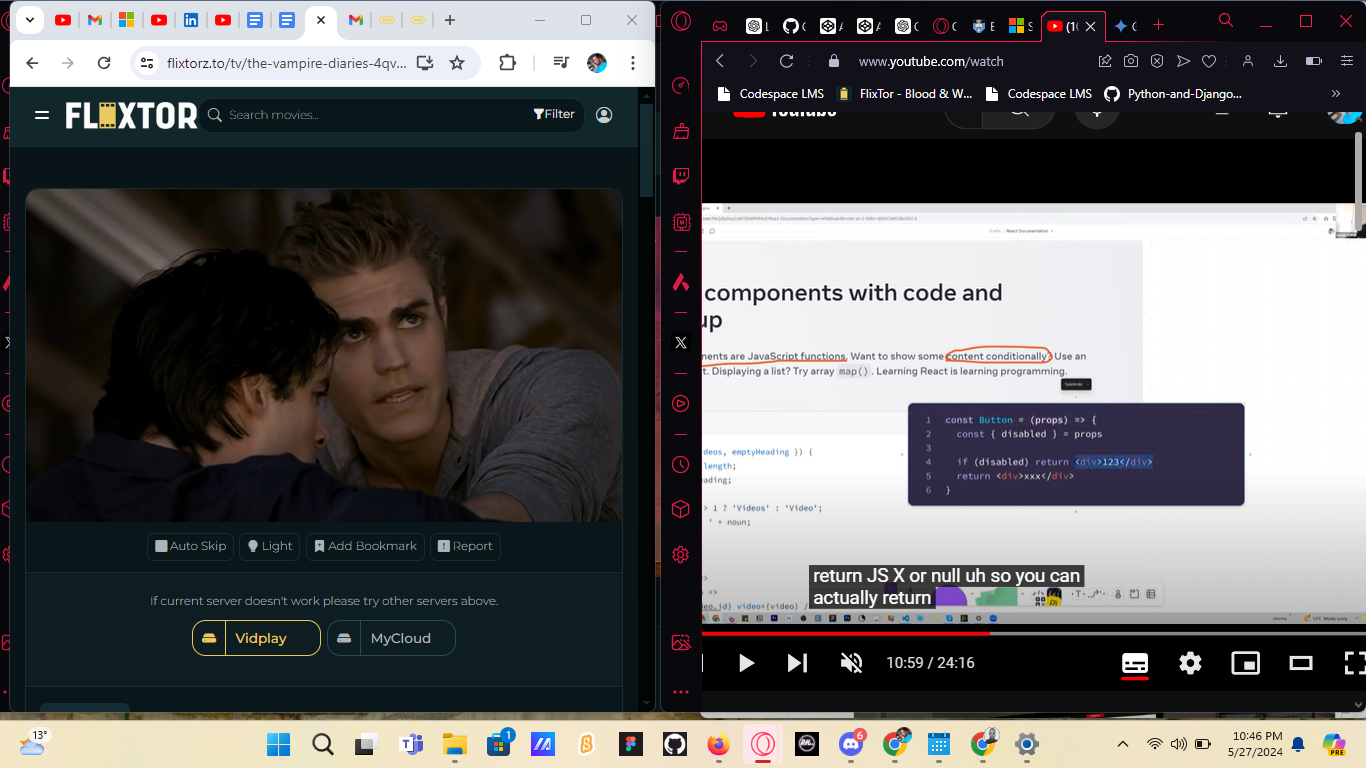 flixtorz.to/tv/the-vampire-diaries-4qv...
FLIXTOR
Search movies...
Filter
Auto Skip
Light
Add Bookmark
Report
If current server doesn't work please try other servers above.
Vidplay
MyCloud
www.youtube.com/watch
Codespace LMS
FlixTor - Blood & W...
Codespace LMS
Python-and-Django...
»
components with code and
up
nents are JavaScript functions. Want to show some content conditionally? Use an
t. Displaying a list? Try array map(). Learning React is learning programming.
TypeScript
1 const Button = (props) => {
2 const { disabled } = props
3
4 if (disabled) return <div>123</div>
5 return <div>xxx</div>
6 }
deos, emptyHeading }) {
length;
ading;
> 1 ? 'Videos' : 'Video';
' + noun;
return JS X or null uh so you can
actually return
10:59 / 24:16
13°
1
6
10:46 PM
5/27/2024
PRE